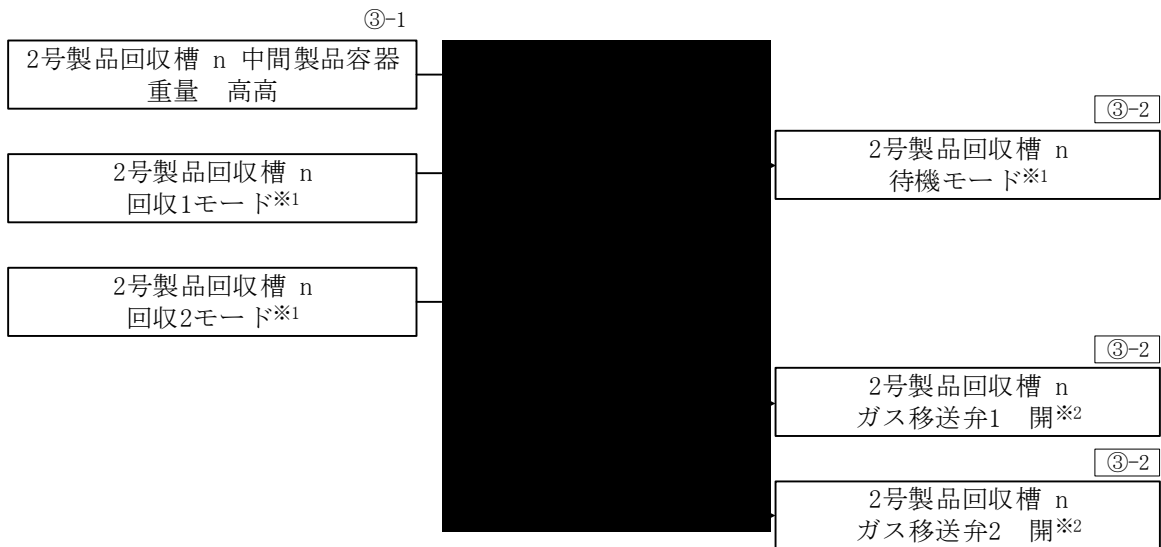 ③-1
2号製品回収槽 n 中間製品容器
重量 高高
2号製品回収槽 n
回収1モード※1
2号製品回収槽 n
回収2モード※1
③-2
2号製品回収槽 n
待機モード※1
③-2
2号製品回収槽 n
ガス移送弁1 開※2
③-2
2号製品回収槽 n
ガス移送弁2 開※2